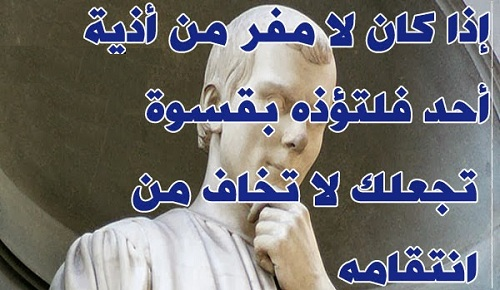 إذا كان لا مفر من أذية
أحد فلتؤذه بقسوة
تجعلك لا تخاف من
انتقامه